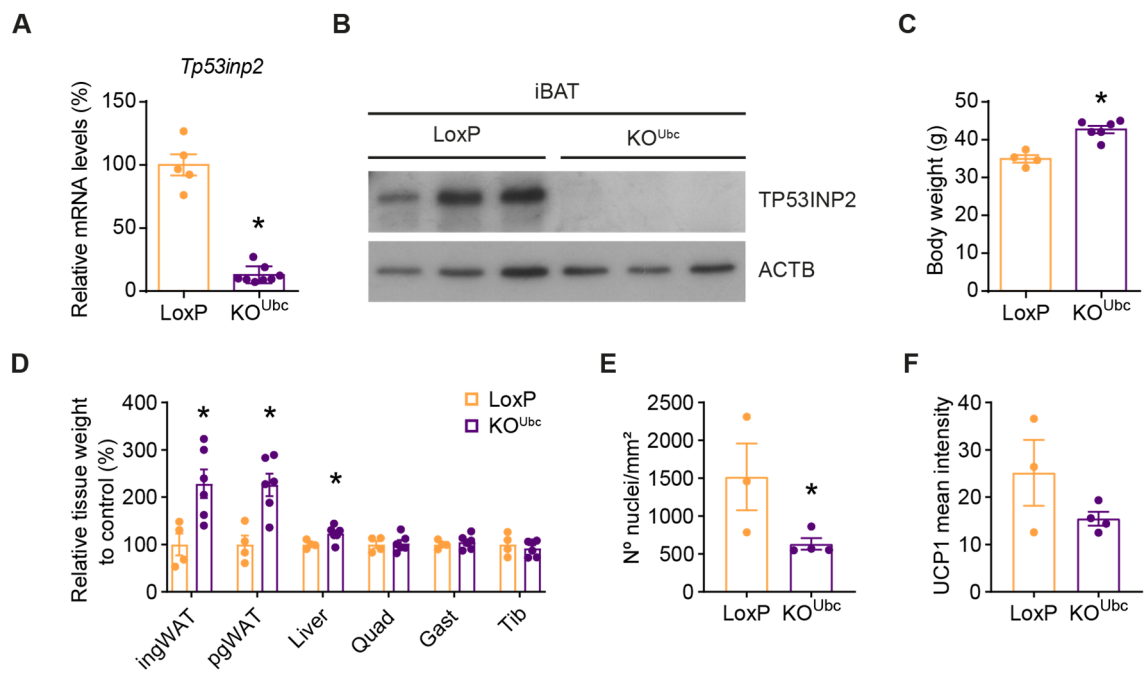 A
B
C
Tp53inp2
Relative mRNA levels (%)
150
100
50
0
*
LoxP
KO^Ubc
iBAT
LoxP
KO^Ubc
TP53INP2
ACTB
Body weight (g)
50
40
30
20
10
0
*
LoxP
KO^Ubc
D
E
F
Relative tissue weight
to control (%)
400
300
200
100
0
*
*
*
LoxP
KO^Ubc
ingWAT
pgWAT
Liver
Quad
Gast
Tib
Nº nuclei/mm²
2500
2000
1500
1000
500
0
*
LoxP
KO^Ubc
UCP1 mean intensity
40
30
20
10
0
LoxP
KO^Ubc